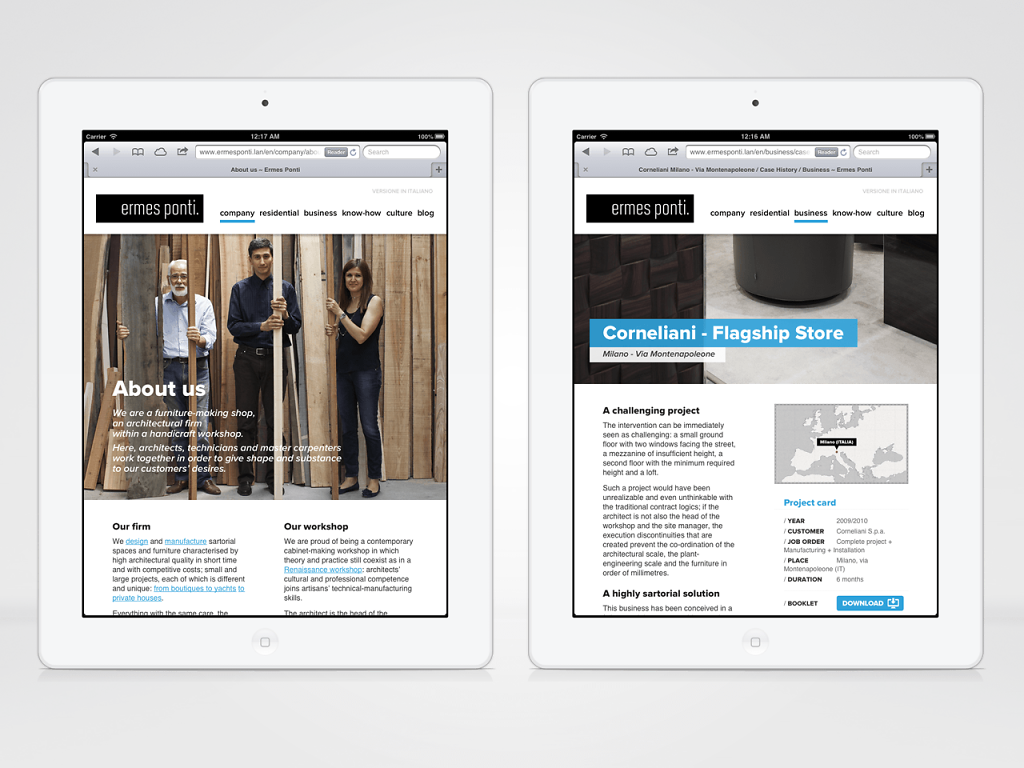 Carrier
12:17 AM
100%
www.ermesponti.lan/en/company/abo
Reader
Search
About us – Ermes Ponti
VERSIONE IN ITALIANO
ermes ponti.
company residential business know-how culture blog
About us
We are a furniture-making shop,
an architectural firm
within a handicraft workshop.
Here, architects, technicians and master carpenters
work together in order to give shape and substance
to our customers' desires.
Our firm
We design and manufacture sartorial
spaces and furniture characterised by
high architectural quality in short time
and with competitive costs; small and
large projects, each of which is different
and unique: from boutiques to yachts to
private houses.
Everything with the same care, the
Our workshop
We are proud of being a contemporary
cabinet-making workshop in which
theory and practice still coexist as in a
Renaissance workshop: architects'
cultural and professional competence
joins artisans' technical-manufacturing
skills.
The architect is the head of the
Carrier
12:16 AM
100%
www.ermesponti.lan/en/business/case
Reader
Search
Corneliani Milano - Via Montenapoleone / Case History / Business – Ermes Ponti
VERSIONE IN ITALIANO
ermes ponti.
company residential business know-how culture blog
Corneliani - Flagship Store
Milano - Via Montenapoleone
A challenging project
The intervention can be immediately
seen as challenging: a small ground
floor with two windows facing the street,
a mezzanine of insufficient height, a
second floor with the minimum required
height and a loft.
Such a project would have been
unrealizable and even unthinkable with
the traditional contract logics; if the
architect is not also the head of the
workshop and the site manager, the
execution discontinuities that are
created prevent the co-ordination of the
architectural scale, the plant-
engineering scale and the furniture in
order of millimetres.
A highly sartorial solution
This business has been conceived in a
Milano (ITALIA)
Project card
/ YEAR 2009/2010
/ CUSTOMER Corneliani S.p.a.
/ JOB ORDER Complete project +
Manufacturing + Installation
/ PLACE Milano, via
Montenapoleone (IT)
/ DURATION 6 months
/ BOOKLET DOWNLOAD